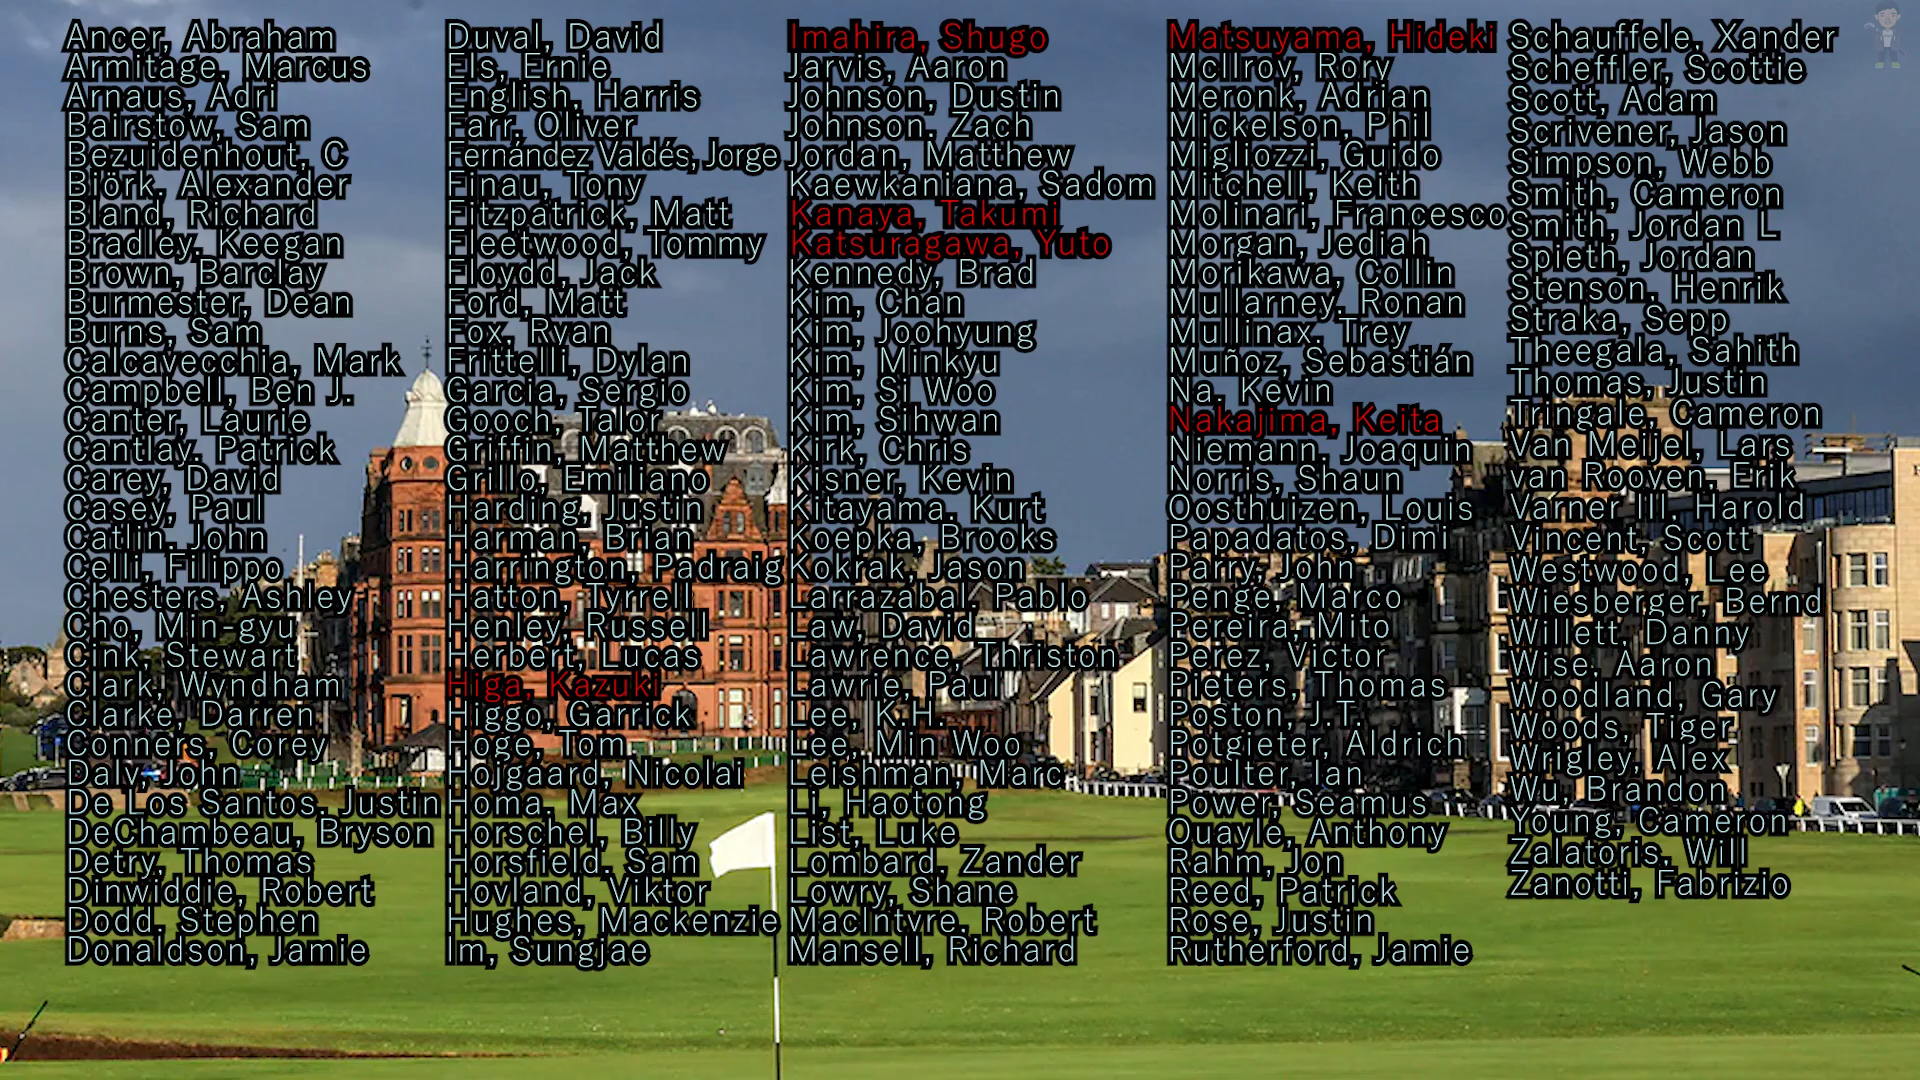 Ancer, Abraham
Armitage, Marcus
Arnaus, Adri
Bairstow, Sam
Bezuidenhout, C
Björk, Alexander
Bland, Richard
Bradley, Keegan
Brown, Barclay
Burmester, Dean
Burns, Sam
Calcavecchia, Mark
Campbell, Ben J.
Canter, Laurie
Cantlay, Patrick
Carey, David
Casey, Paul
Catlin, John
Celli, Filippo
Chesters, Ashley
Cho, Min-gyu
Cink, Stewart
Clark, Wyndham
Clarke, Darren
Conners, Corey
Daly, John
De Los Santos, Justin
DeChambeau, Bryson
Detry, Thomas
Dinwiddie, Robert
Dodd, Stephen
Donaldson, Jamie
Duval, David
Els, Ernie
English, Harris
Farr, Oliver
Fernández Valdés, Jorge
Finau, Tony
Fitzpatrick, Matt
Fleetwood, Tommy
Floydd, Jack
Ford, Matt
Fox, Ryan
Frittelli, Dylan
Garcia, Sergio
Gooch, Talor
Griffin, Matthew
Grillo, Emiliano
Harding, Justin
Harman, Brian
Harrington, Padraig
Hatton, Tyrrell
Henley, Russell
Herbert, Lucas
Higa, Kazuki
Higgo, Garrick
Hoge, Tom
Hojgaard, Nicolai
Homa, Max
Horschel, Billy
Horsfield, Sam
Hovland, Viktor
Hughes, Mackenzie
Im, Sungjae
Imahira, Shugo
Jarvis, Aaron
Johnson, Dustin
Johnson, Zach
Jordan, Matthew
Kaewkanjana, Sadom
Kanaya, Takumi
Katsuragawa, Yuto
Kennedy, Brad
Kim, Chan
Kim, Joohyung
Kim, Minkyu
Kim, Si Woo
Kim, Sihwan
Kirk, Chris
Kisner, Kevin
Kitayama, Kurt
Koepka, Brooks
Kokrak, Jason
Larrazabal, Pablo
Law, David
Lawrence, Thriston
Lawrie, Paul
Lee, K.H.
Lee, Min Woo
Leishman, Marc
Li, Haotong
List, Luke
Lombard, Zander
Lowry, Shane
MacIntyre, Robert
Mansell, Richard
Matsuyama, Hideki
McIlroy, Rory
Meronk, Adrian
Mickelson, Phil
Migliozzi, Guido
Mitchell, Keith
Molinari, Francesco
Morgan, Jediah
Morikawa, Collin
Mullarney, Ronan
Mullinax, Trey
Muñoz, Sebastián
Na, Kevin
Nakajima, Keita
Niemann, Joaquin
Norris, Shaun
Oosthuizen, Louis
Papadatos, Dimi
Parry, John
Penge, Marco
Pereira, Mito
Perez, Victor
Pieters, Thomas
Poston, J.T.
Potgieter, Aldrich
Poulter, Ian
Power, Seamus
Quayle, Anthony
Rahm, Jon
Reed, Patrick
Rose, Justin
Rutherford, Jamie
Schauffele, Xander
Scheffler, Scottie
Scott, Adam
Scrivener, Jason
Simpson, Webb
Smith, Cameron
Smith, Jordan L
Spieth, Jordan
Stenson, Henrik
Straka, Sepp
Theegala, Sahith
Thomas, Justin
Tringale, Cameron
Van Meijel, Lars
van Rooyen, Erik
Varner III, Harold
Vincent, Scott
Westwood, Lee
Wiesberger, Bernd
Willett, Danny
Wise, Aaron
Woodland, Gary
Woods, Tiger
Wrigley, Alex
Wu, Brandon
Young, Cameron
Zalatoris, Will
Zanotti, Fabrizio